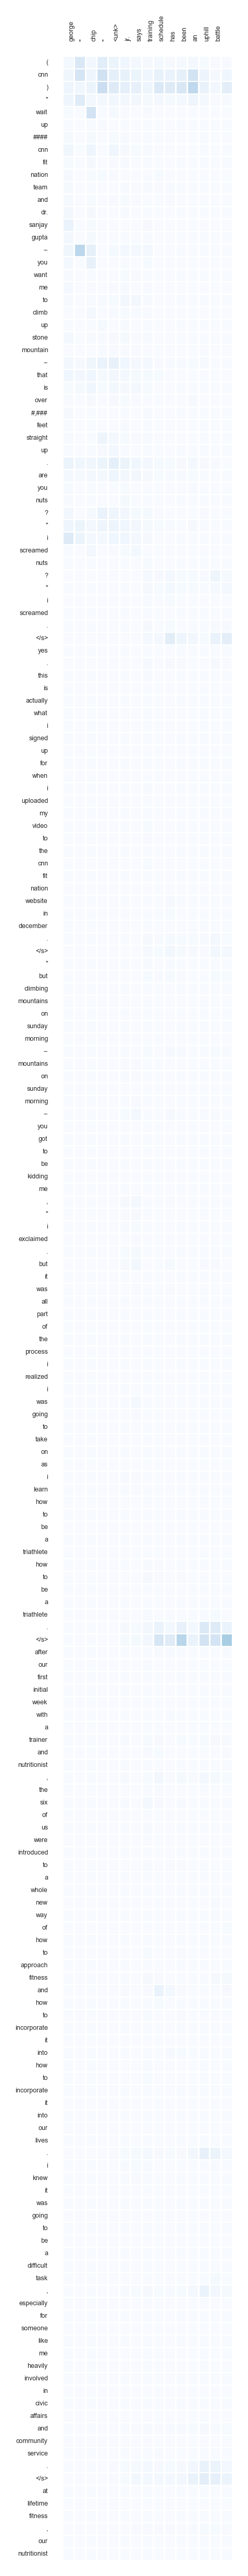 george
"
chip
"
<unk>
jr.
says
training
schedule
has
been
an
uphill
battle
(
cnn
)
"
wait
up
####
cnn
fit
nation
team
and
dr.
sanjay
gupta
–
you
want
me
to
climb
up
stone
mountain
–
that
is
over
#,###
feet
straight
up
.
are
you
nuts
?
"
i
screamed
nuts
?
"
i
screamed
.
</s>
yes
.
this
is
actually
what
i
signed
up
for
when
i
uploaded
my
video
to
the
cnn
fit
nation
website
in
december
.
</s>
"
but
climbing
mountains
on
sunday
morning
–
mountains
on
sunday
morning
–
you
got
to
be
kidding
me
,
"
i
exclaimed
.
but
it
was
all
part
of
the
process
i
realized
i
was
going
to
take
on
as
i
learn
how
to
be
a
triathlete
how
to
be
a
triathlete
.
</s>
after
our
first
initial
week
with
a
trainer
and
nutritionist
,
the
six
of
us
were
introduced
to
a
whole
new
way
of
how
to
approach
fitness
and
how
to
incorporate
it
into
how
to
incorporate
it
into
our
lives
.
i
knew
it
was
going
to
be
a
difficult
task
,
especially
for
someone
like
me
heavily
involved
in
civic
affairs
and
community
service
.
</s>
at
lifetime
fitness
,
our
nutritionist